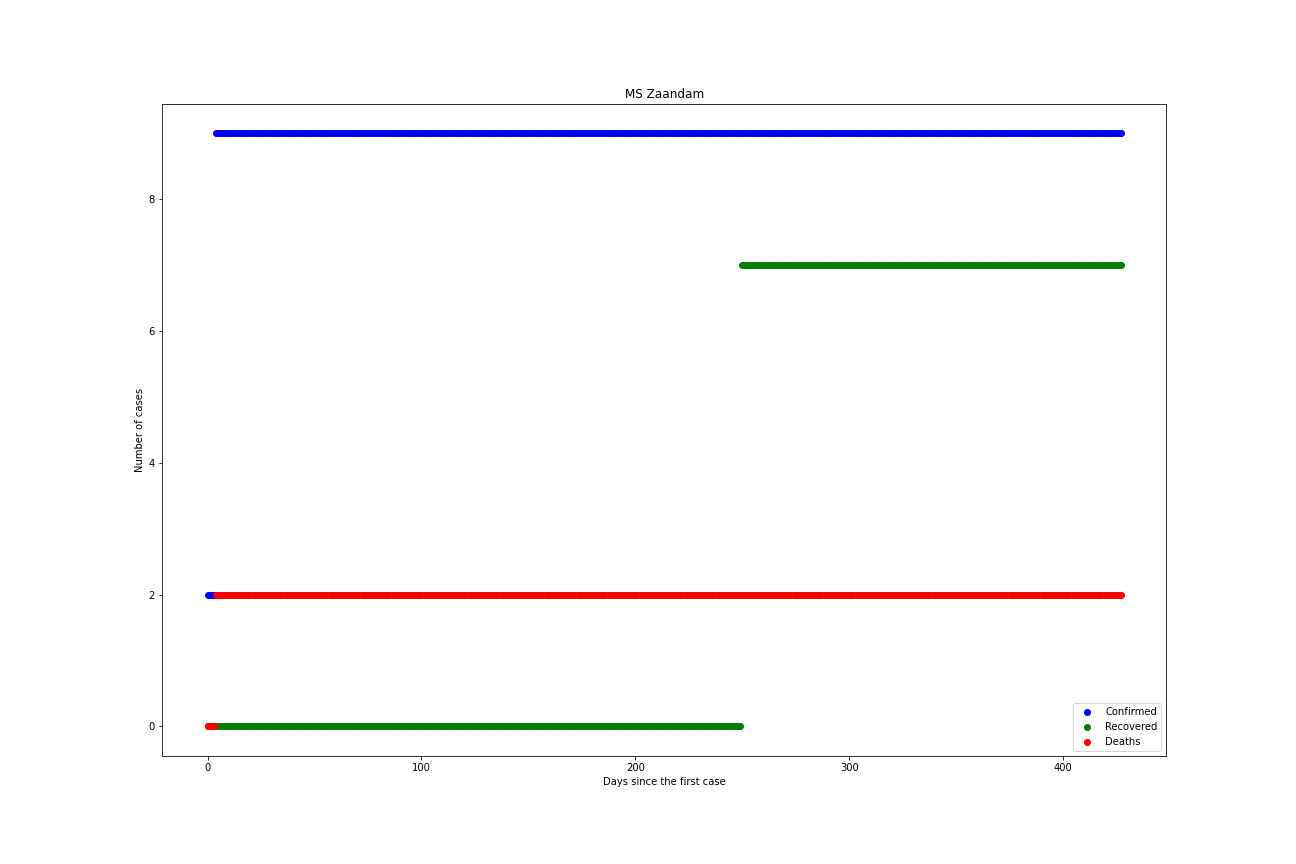 MS Zaandam
8
6
4
2
0
Number of cases
0 100 200 300 400
Days since the first case
Confirmed
Recovered
Deaths